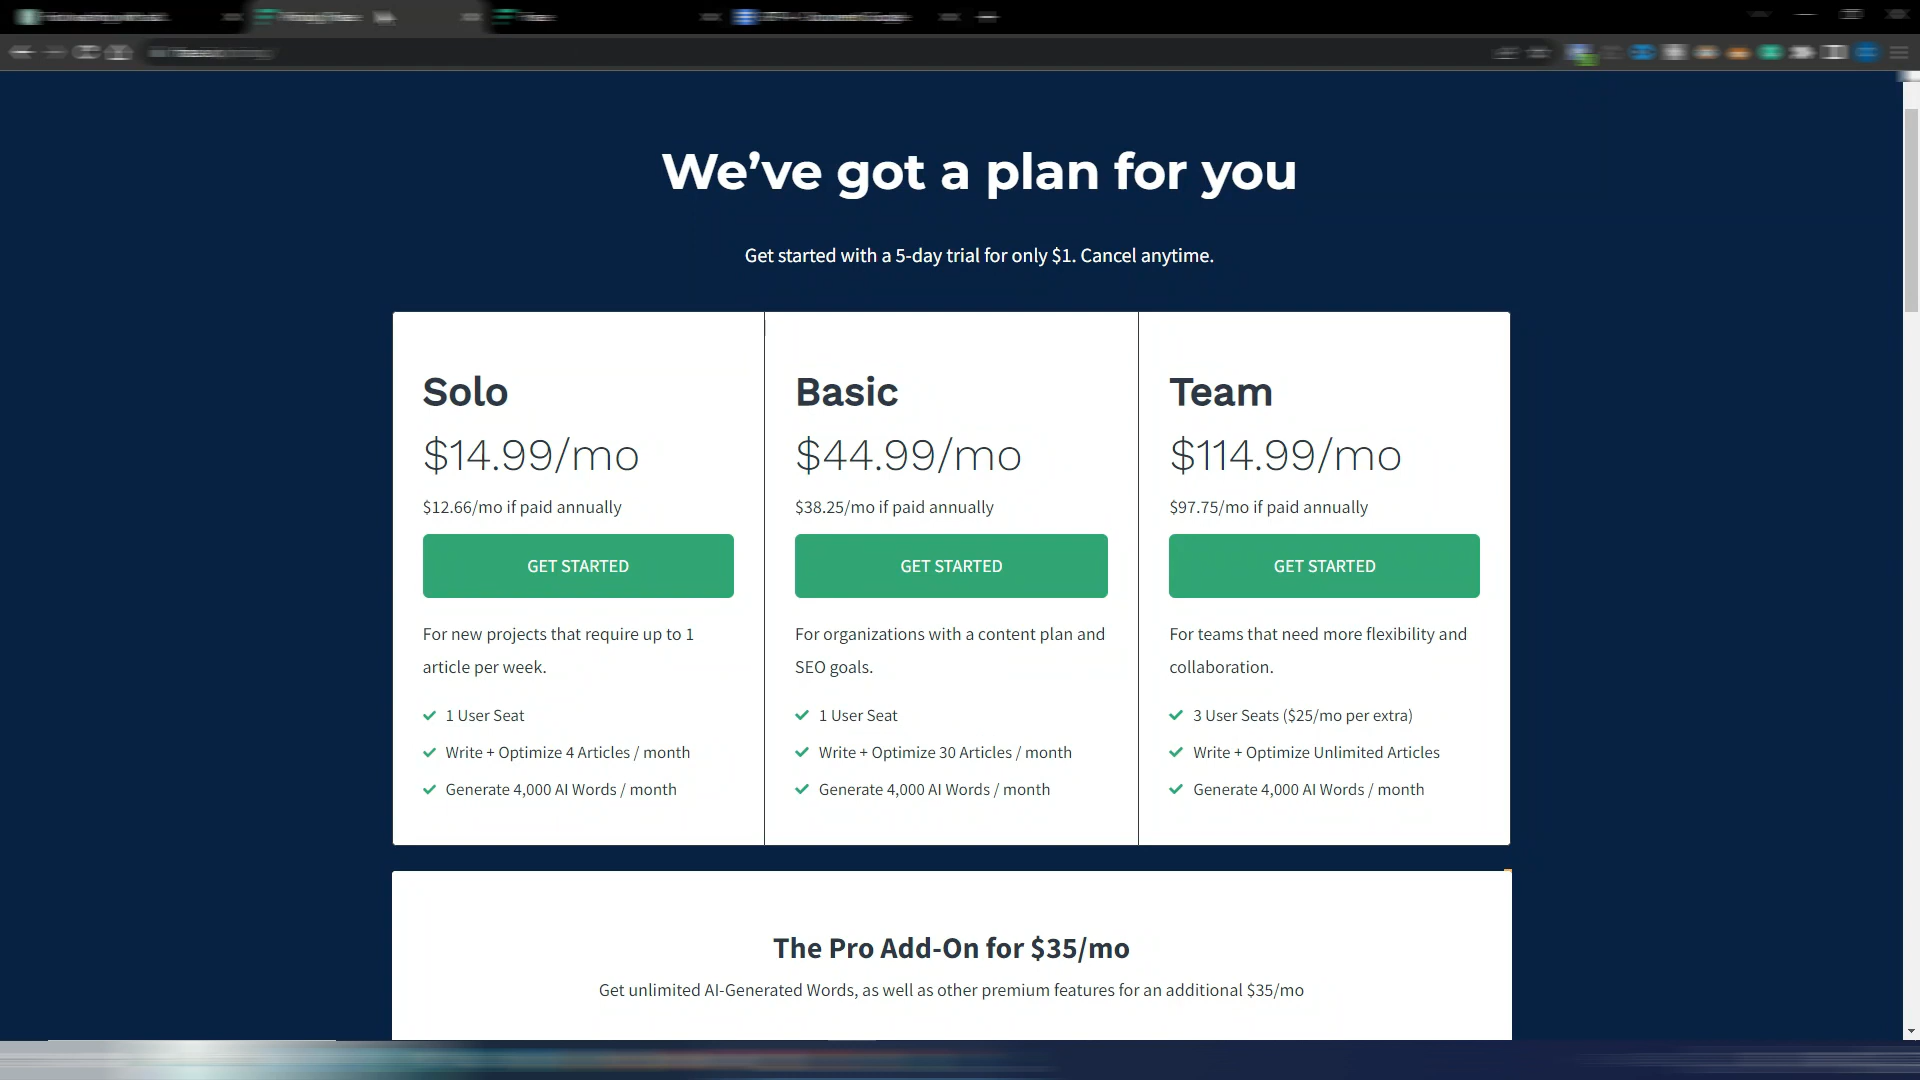 We’ve got a plan for you
Get started with a 5-day trial for only $1. Cancel anytime.
Solo
$14.99/mo
$12.66/mo if paid annually
GET STARTED
For new projects that require up to 1
article per week.
1 User Seat
Write + Optimize 4 Articles / month
Generate 4,000 AI Words / month
Basic
$44.99/mo
$38.25/mo if paid annually
GET STARTED
For organizations with a content plan and
SEO goals.
1 User Seat
Write + Optimize 30 Articles / month
Generate 4,000 AI Words / month
Team
$114.99/mo
$97.75/mo if paid annually
GET STARTED
For teams that need more flexibility and
collaboration.
3 User Seats ($25/mo per extra)
Write + Optimize Unlimited Articles
Generate 4,000 AI Words / month
The Pro Add-On for $35/mo
Get unlimited AI-Generated Words, as well as other premium features for an additional $35/mo